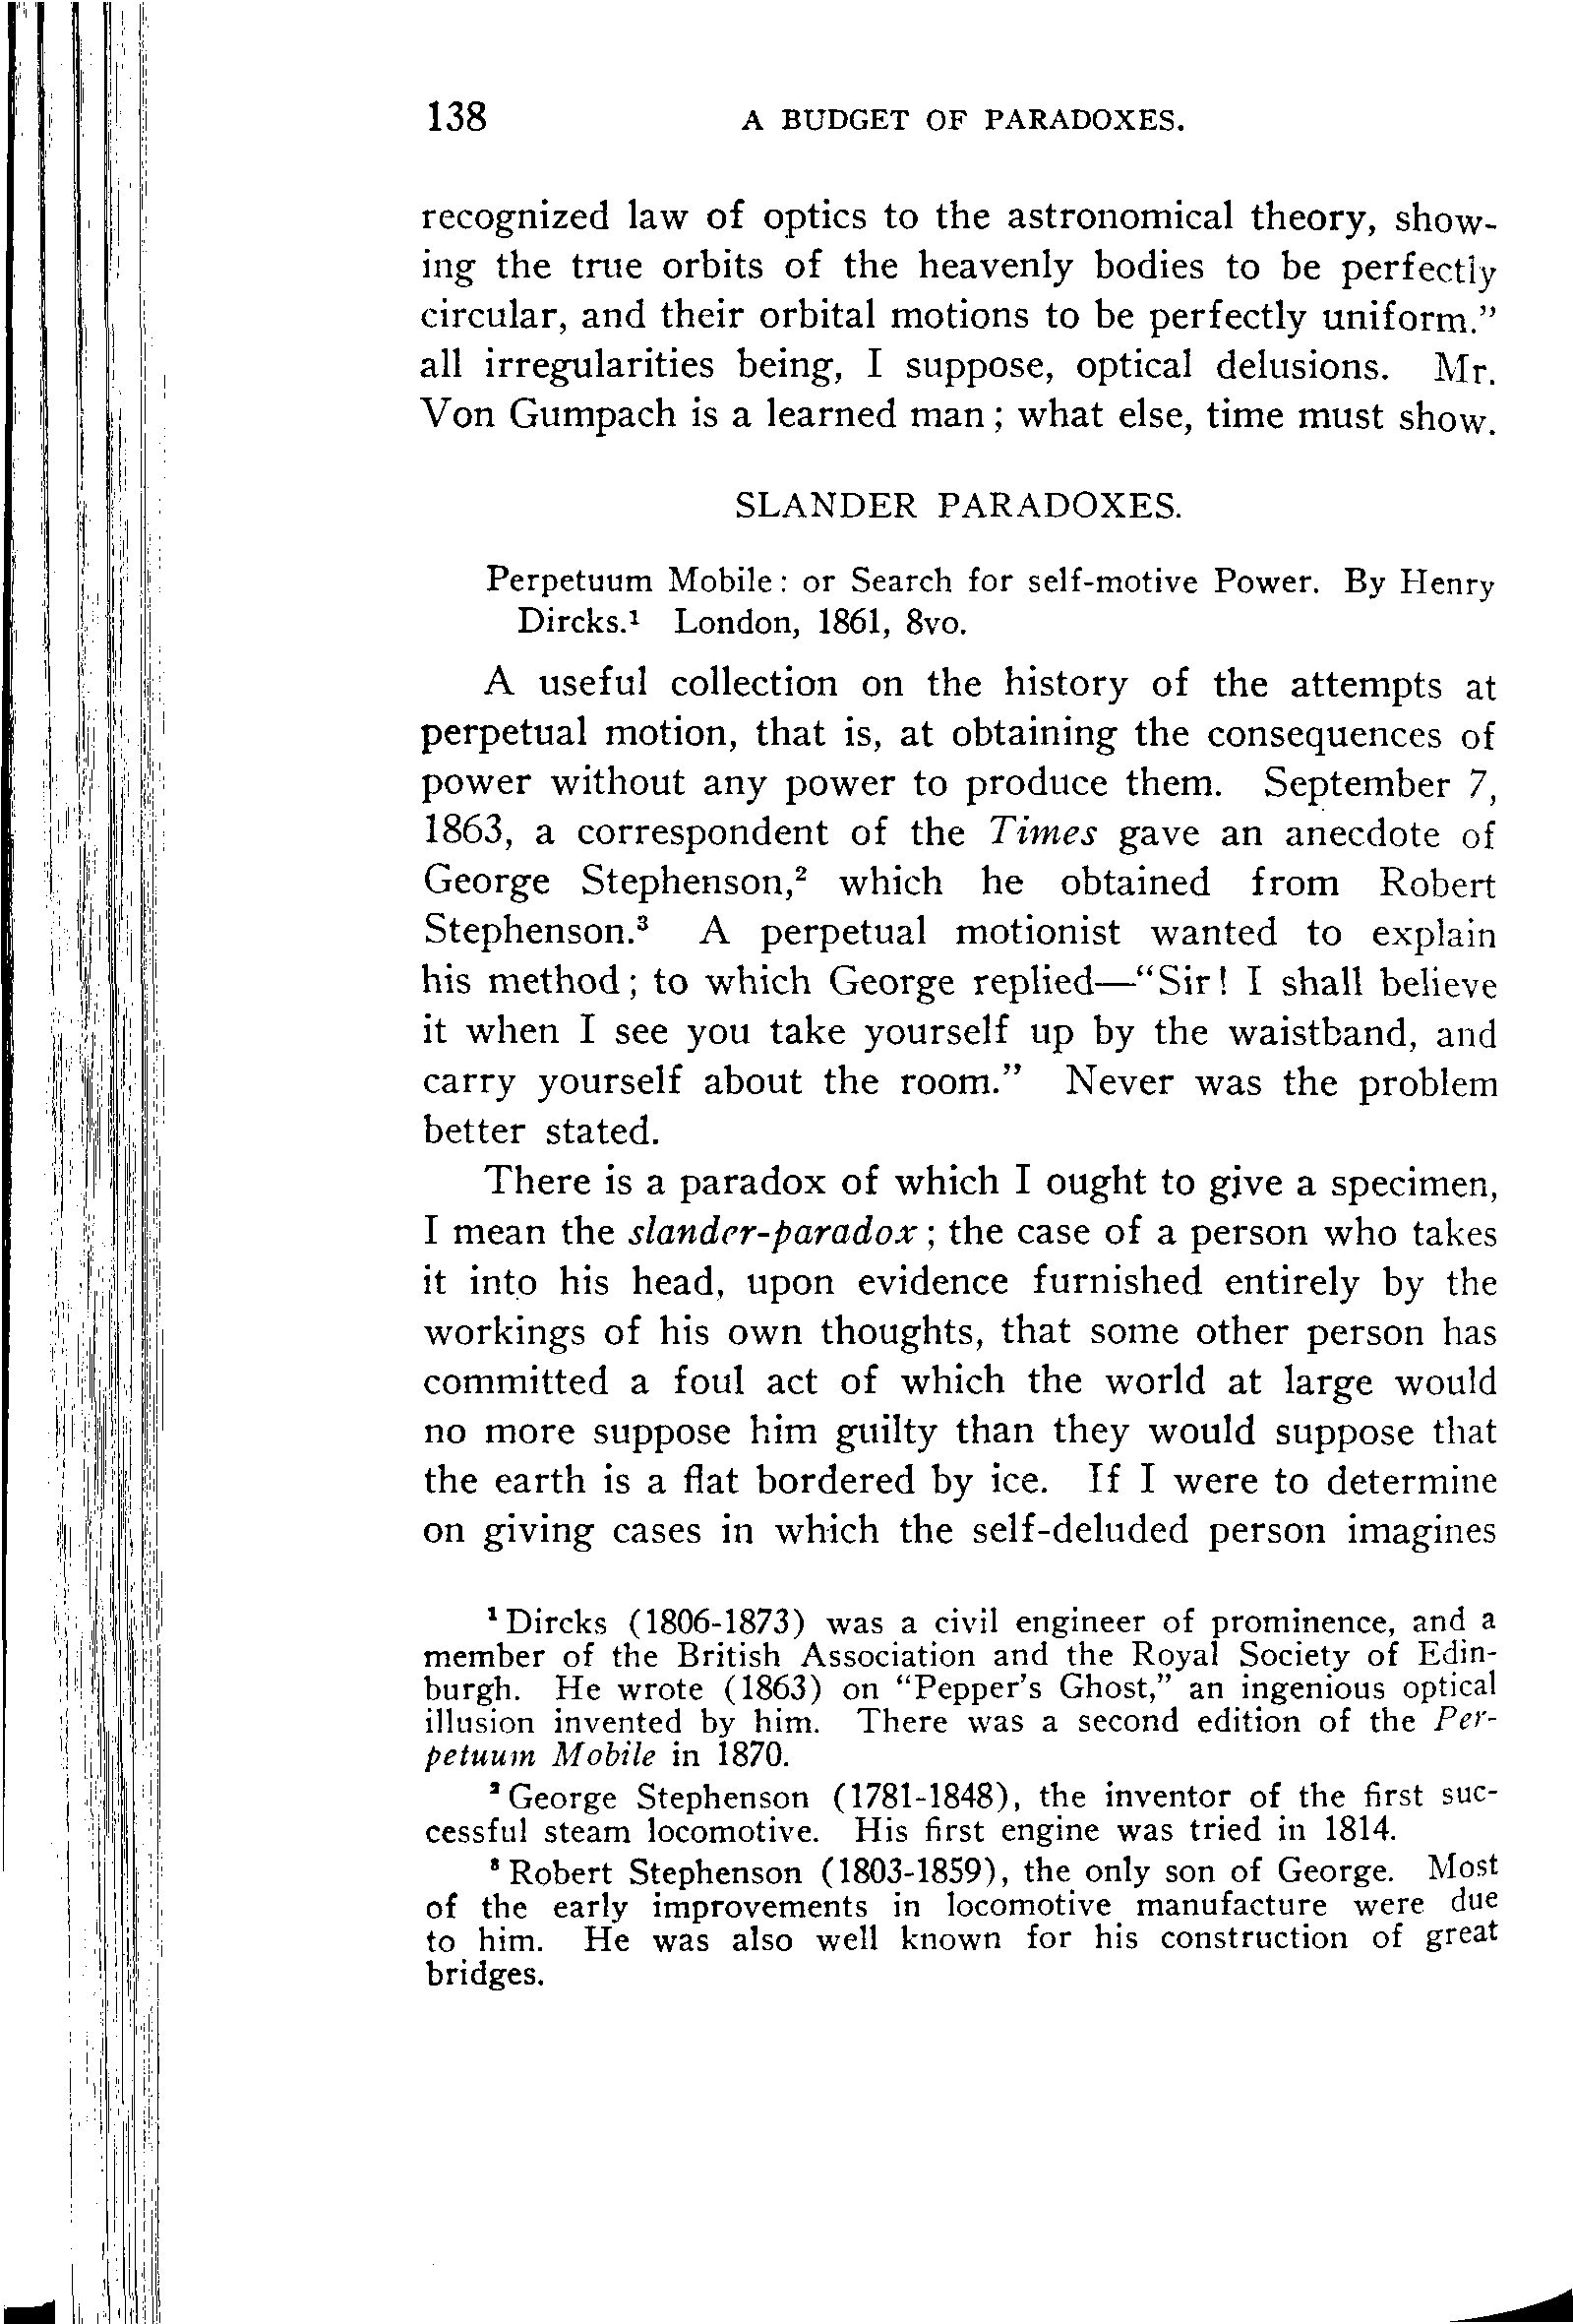 138 A BUDGET OF PARADOXES.
recognized law of optics to the astronomical theory, show-
ing the true orbits of the heavenly bodies to be perfectly
circular, and their orbital motions to be perfectly uniform."
all irregularities being, I suppose, optical delusions. Mr.
Von Gumpach is a learned man; what else, time must show.
SLANDER PARADOXES.
Perpetuum Mobile: or Search for self-motive Power. By Henry
Dircks.¹ London, 1861, 8vo.
A useful collection on the history of the attempts at
perpetual motion, that is, at obtaining the consequences of
power without any power to produce them. September 7,
1863, a correspondent of the Times gave an anecdote of
George Stephenson,² which he obtained from Robert
Stephenson.³ A perpetual motionist wanted to explain
his method; to which George replied—"Sir! I shall believe
it when I see you take yourself up by the waistband, and
carry yourself about the room." Never was the problem
better stated.
There is a paradox of which I ought to give a specimen,
I mean the slander-paradox; the case of a person who takes
it into his head, upon evidence furnished entirely by the
workings of his own thoughts, that some other person has
committed a foul act of which the world at large would
no more suppose him guilty than they would suppose that
the earth is a flat bordered by ice. If I were to determine
on giving cases in which the self-deluded person imagines
¹ Dircks (1806-1873) was a civil engineer of prominence, and a
member of the British Association and the Royal Society of Edin-
burgh. He wrote (1863) on "Pepper's Ghost," an ingenious optical
illusion invented by him. There was a second edition of the Per-
petuum Mobile in 1870.
² George Stephenson (1781-1848), the inventor of the first suc-
cessful steam locomotive. His first engine was tried in 1814.
³ Robert Stephenson (1803-1859), the only son of George. Most
of the early improvements in locomotive manufacture were due
to him. He was also well known for his construction of great
bridges.